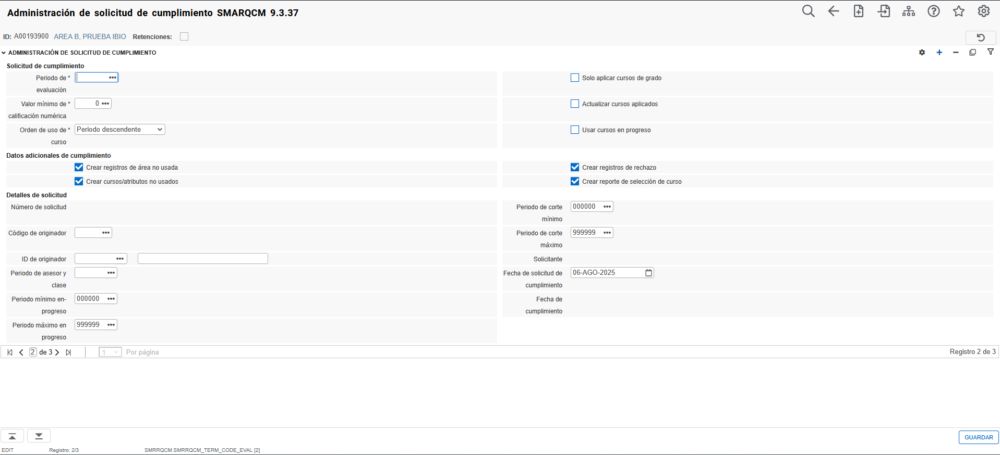 Administración de solicitud de cumplimiento SMARQCM 9.3.37
ID: A00193900 AREA B, PRUEBA IBIO Retenciones:
ADMINISTRACIÓN DE SOLICITUD DE CUMPLIMIENTO
Solicitud de cumplimiento
Periodo de *
evaluación
Solo aplicar cursos de grado
Valor mínimo de * 0
calificación numérica
Actualizar cursos aplicados
Orden de uso de * Periodo descendente
curso
Usar cursos en progreso
Datos adicionales de cumplimiento
Crear registros de área no usada
Crear registros de rechazo
Crear cursos/atributos no usados
Crear reporte de selección de curso
Detalles de solicitud
Número de solicitud
Periodo de corte 000000
mínimo
Código de originador
Periodo de corte 999999
máximo
ID de originador
Solicitante
Periodo de asesor y
clase
Fecha de solicitud de 06-AGO-2025
cumplimiento
Periodo mínimo en- 000000
progreso
Fecha de
cumplimiento
Periodo máximo en 999999
progreso
2 de 3 1 Por página Registro 2 de 3
GUARDAR
EDIT Registro: 2/3 SMRRQCM.SMRRQCM_TERM_CODE_EVAL [2]